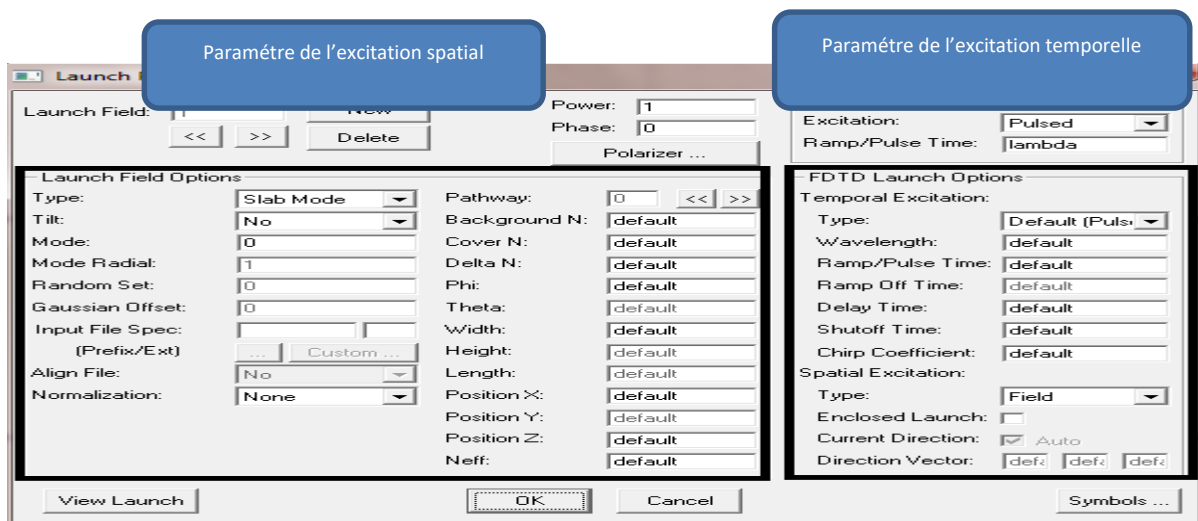 Paramétre de l'excitation spatial
Paramétre de l'excitation temporelle
Launch
Launch Field: 1
<< >> Delete
Power: 1
Phase: 0
Polarizer ...
Excitation: Pulsed
Ramp/Pulse Time: lambda
Launch Field Options
Type: Slab Mode
Tilt: No
Mode: 0
Mode Radial: 1
Random Set: 0
Gaussian Offset: 0
Input File Spec:
(Prefix/Ext) ... Custom ...
Align File: No
Normalization: None
Pathway: 0 << >>
Background N: default
Cover N: default
Delta N: default
Phi: default
Theta: default
Width: default
Height: default
Length: default
Position X: default
Position Y: default
Position Z: default
Neff: default
FDTD Launch Options
Temporal Excitation:
Type: Default (Puls
Wavelength: default
Ramp/Pulse Time: default
Ramp Off Time: default
Delay Time: default
Shutoff Time: default
Chirp Coefficient: default
Spatial Excitation:
Type: Field
Enclosed Launch:
Current Direction: Auto
Direction Vector: defa defa defa
View Launch OK Cancel Symbols ...